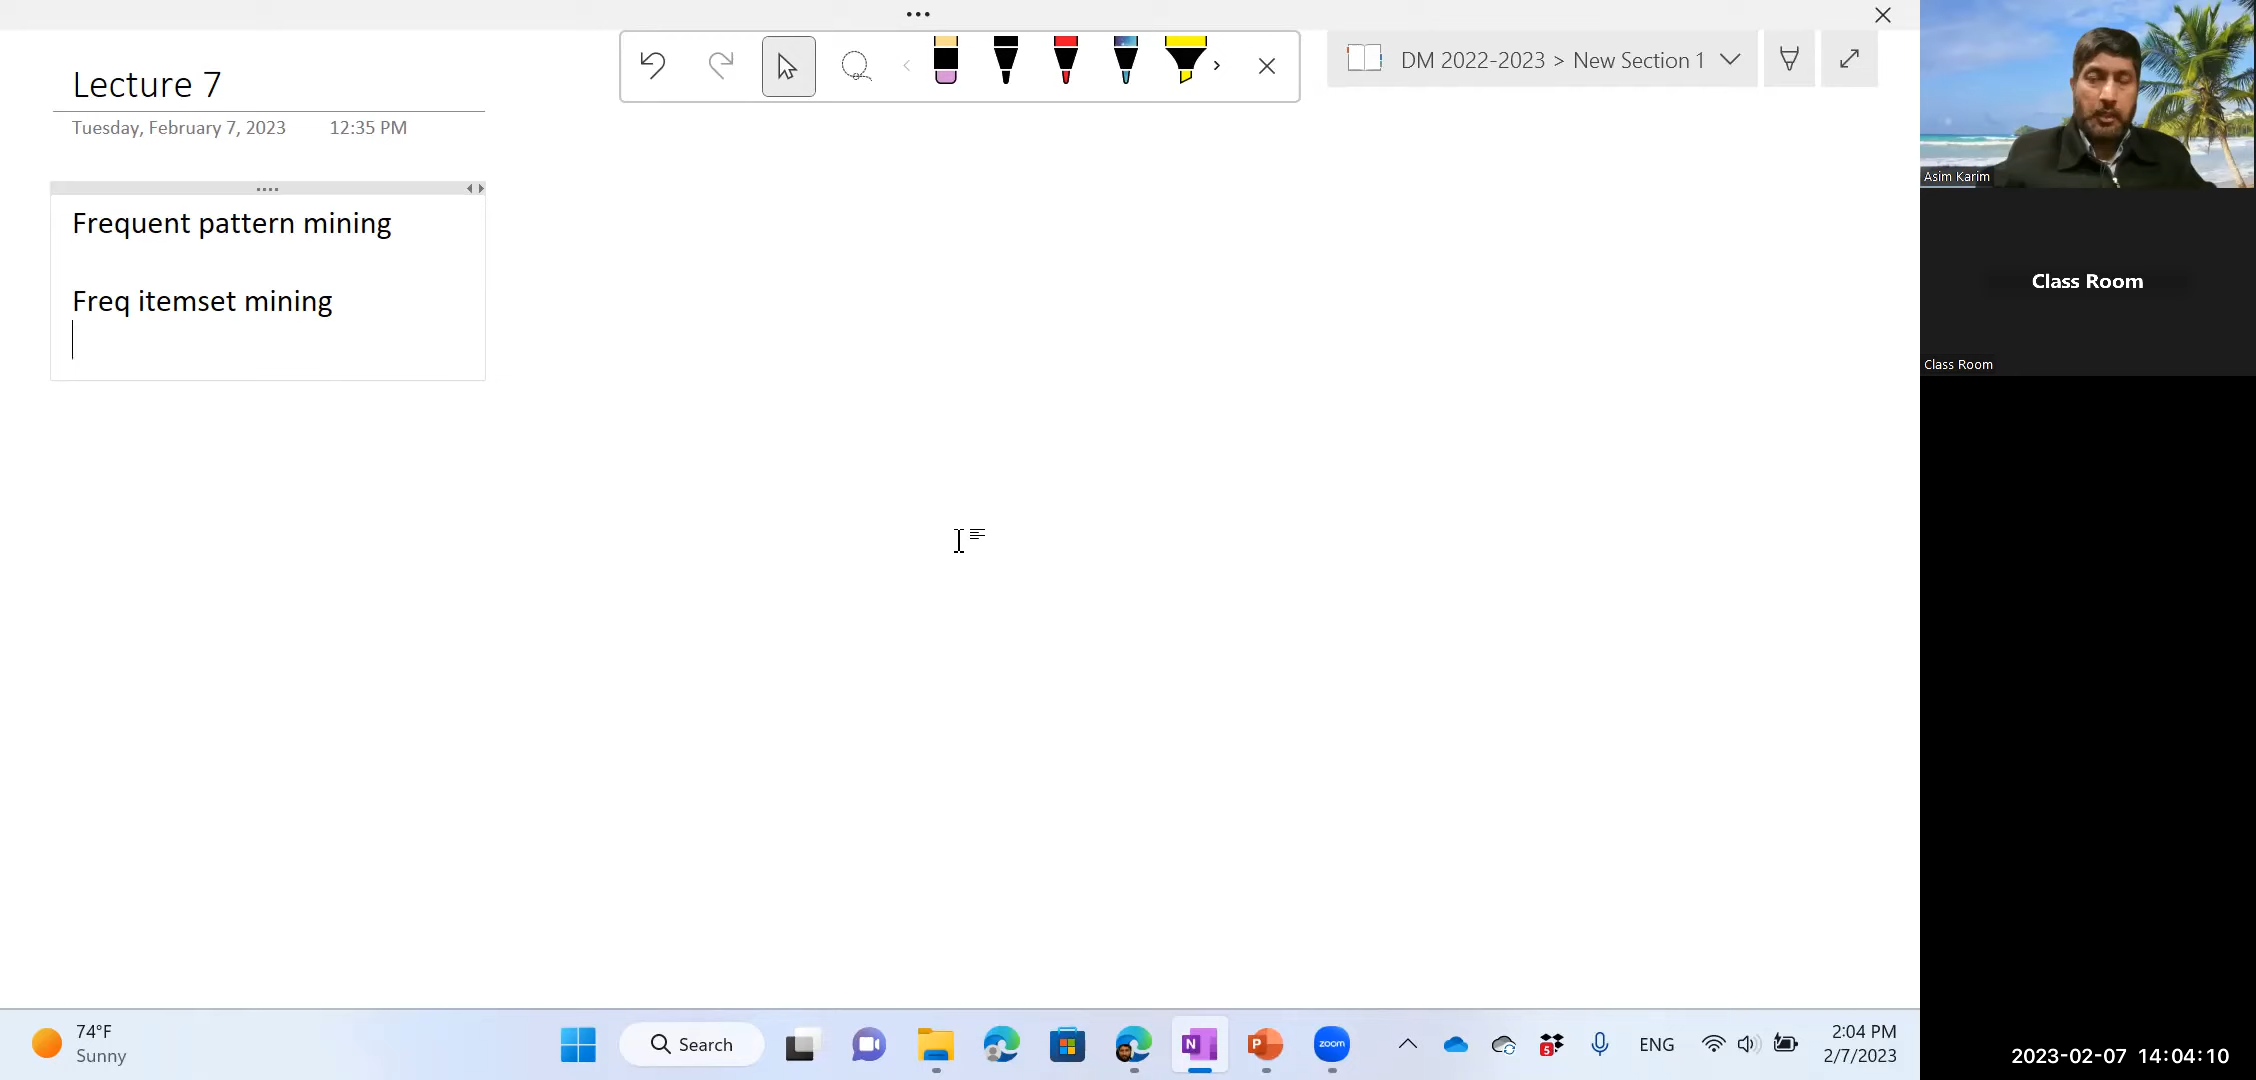 Lecture 7
Tuesday, February 7, 2023 12:35 PM
Frequent pattern mining
Freq itemset mining
DM 2022-2023 > New Section 1
Asim Karim
Class Room
Class Room
74°F
Sunny
Search
N
P
zoom
5
ENG
2:04 PM
2/7/2023
2023-02-07 14:04:10